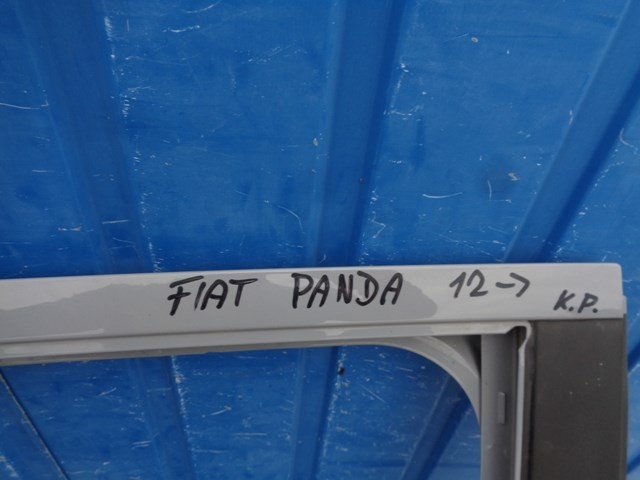 FIAT PANDA 12-> K.P.